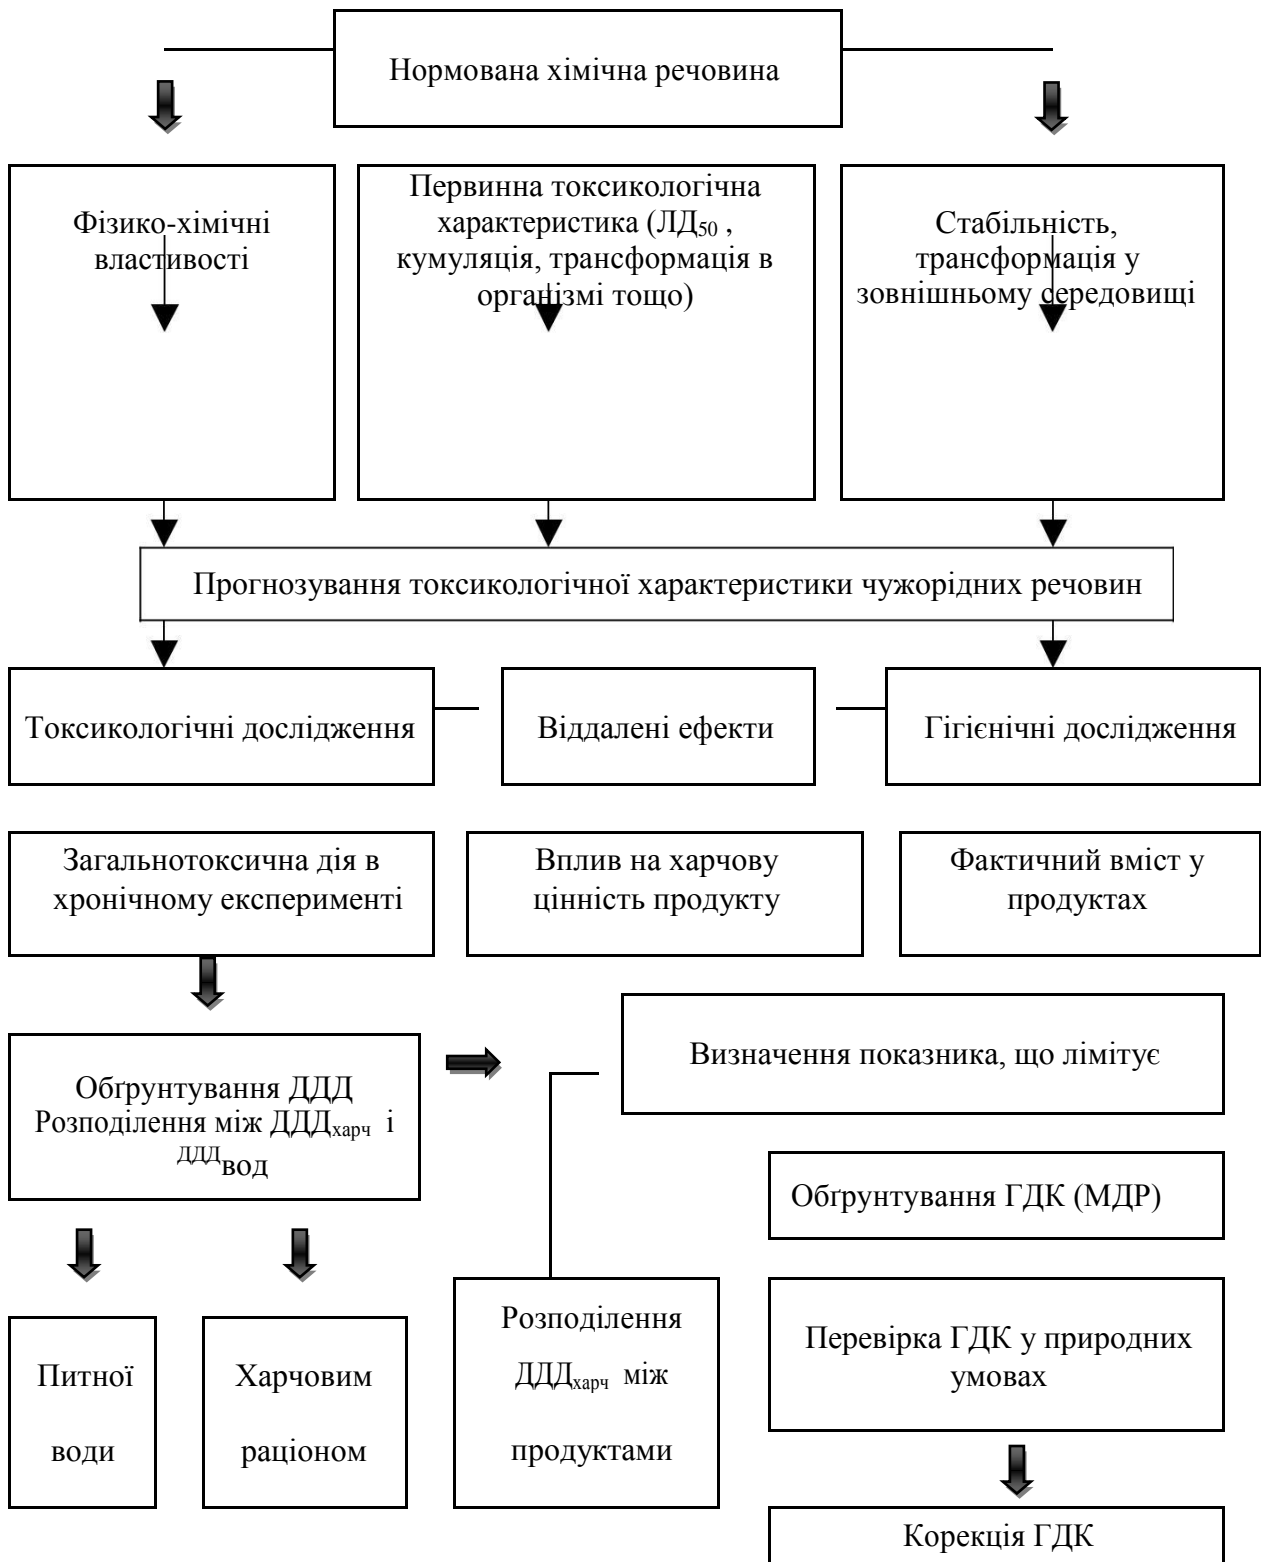 Нормована хімічна речовина
Фізико-хімічні
властивості
Первинна токсикологічна
характеристика (ЛД50 ,
кумуляція, трансформація в
організмі тощо)
Стабільність,
трансформація у
зовнішньому середовищі
Прогнозування токсикологічної характеристики чужорідних речовин
Токсикологічні дослідження
Віддалені ефекти
Гігієнічні дослідження
Загальнотоксична дія в
хронічному експерименті
Вплив на харчову
цінність продукту
Фактичний вміст у
продуктах
Обґрунтування ДДД
Розподілення між ДДДхарч і
ДДДвод
Визначення показника, що лімітує
Обґрунтування ГДК (МДР)
Питної
води
Харчовим
раціоном
Розподілення
ДДДхарч між
продуктами
Перевірка ГДК у природних
умовах
Корекція ГДК